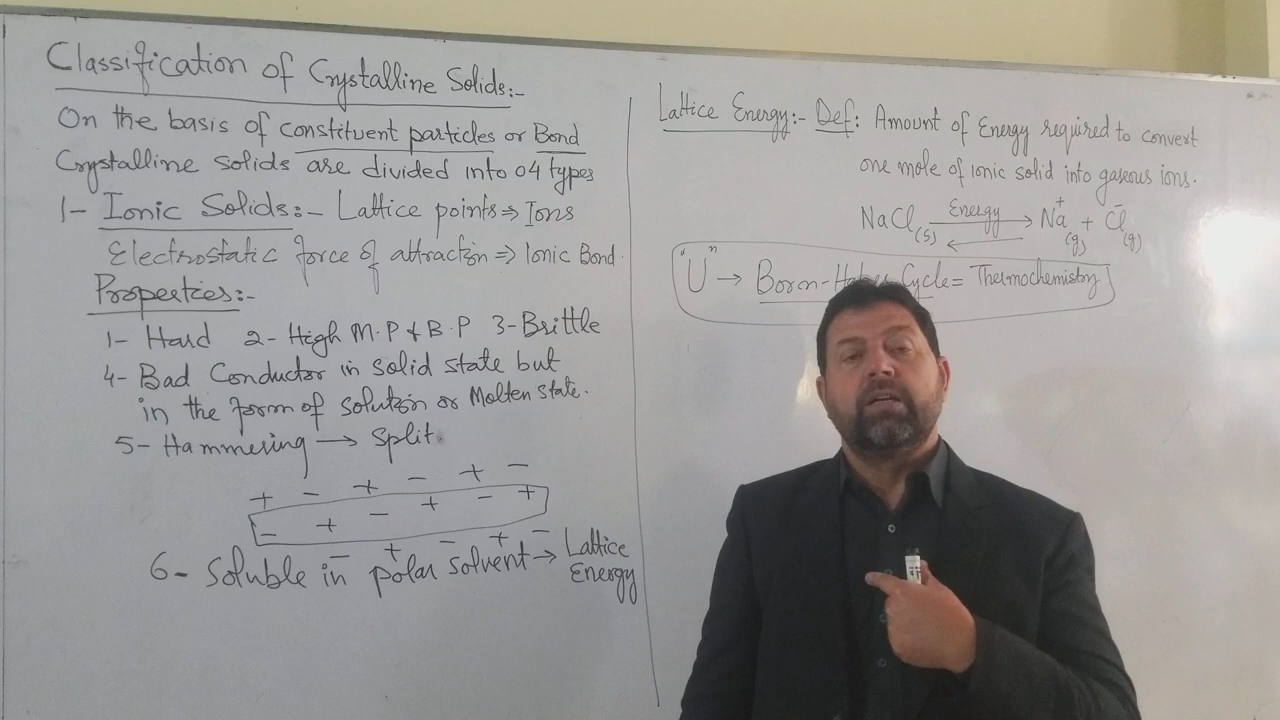 Classification of Crystalline Solids:-
On the basis of constituent particles or Bond
Crystalline solids are divided into 04 types
1- Ionic Solids:- Lattice points ⇒ Ions
Electrostatic force of attraction ⇒ Ionic Bond.
Properties:-
1- Hard 2- High M.P & B.P 3- Brittle
4- Bad Conductor in solid state but
in the form of solution or Molten state.
5- Hammering → Split.
+ - + - + -
- + - + - +
- + - + -
6- Soluble in polar solvent → Lattice
Energy
Lattice Energy:- Def: Amount of Energy required to convert
one mole of ionic solid into gaseous ions.
NaCl(s) Energy → Na+(g) + Cl-(g)
"U" → Boron-Haber Cycle = Thermochemistry